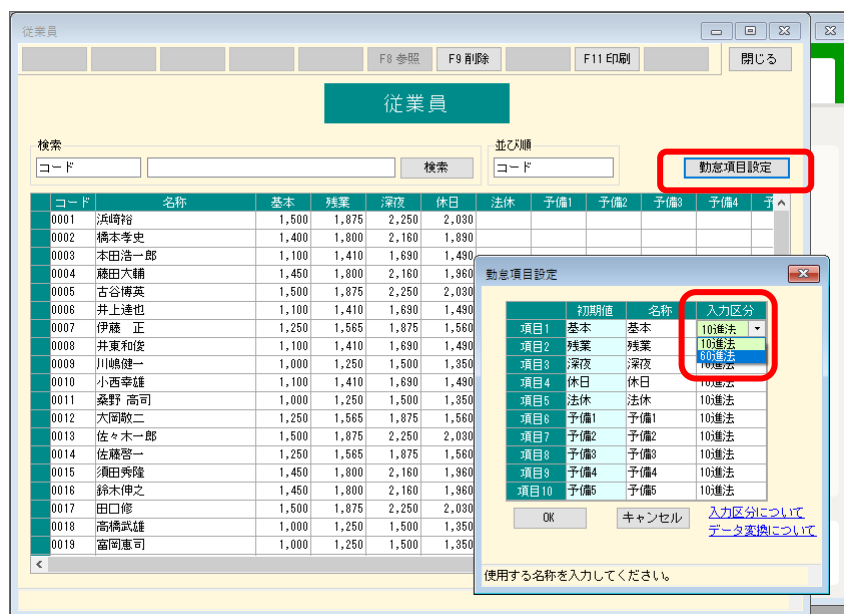 従業員
F8 参照 F9 削除 F11 印刷 閉じる
従業員
検索 並び順
コード 検索 コード 勤怠項目設定
コード 名称 基本 残業 深夜 休日 法休 予備1 予備2 予備3 予備4 予
0001 浜崎裕 1,500 1,875 2,250 2,030
0002 橋本孝史 1,400 1,800 2,160 1,890
0003 本田浩一郎 1,100 1,410 1,690 1,490
0004 藤田大輔 1,450 1,800 2,160 1,960
0005 古谷博英 1,500 1,875 2,250 2,030
0006 井上達也 1,100 1,410 1,690 1,490
0007 伊藤 正 1,250 1,565 1,875 1,560
0008 井東和俊 1,100 1,410 1,690 1,490
0009 川嶋健一 1,000 1,250 1,500 1,350
0010 小西幸雄 1,100 1,410 1,690 1,490
0011 桑野 高司 1,000 1,250 1,500 1,350
0012 大岡敬二 1,250 1,565 1,875 1,560
0013 佐々木一郎 1,500 1,875 2,250 2,030
0014 佐藤啓一 1,250 1,565 1,875 1,560
0015 須田秀隆 1,450 1,800 2,160 1,960
0016 鈴木伸之 1,450 1,800 2,160 1,960
0017 田口修 1,500 1,875 2,250 2,030
0018 高橋武雄 1,000 1,250 1,500 1,350
0019 富岡恵司 1,000 1,250 1,500 1,350
勤怠項目設定
初期値 名称 入力区分
項目1 基本 基本 10進法
10進法
60進法
項目2 残業 残業
項目3 深夜 深夜 10進法
項目4 休日 休日 10進法
項目5 法休 法休 10進法
項目6 予備1 予備1 10進法
項目7 予備2 予備2 10進法
項目8 予備3 予備3 10進法
項目9 予備4 予備4 10進法
項目10 予備5 予備5 10進法
OK キャンセル 入力区分について
データ変換について
使用する名称を入力してください。